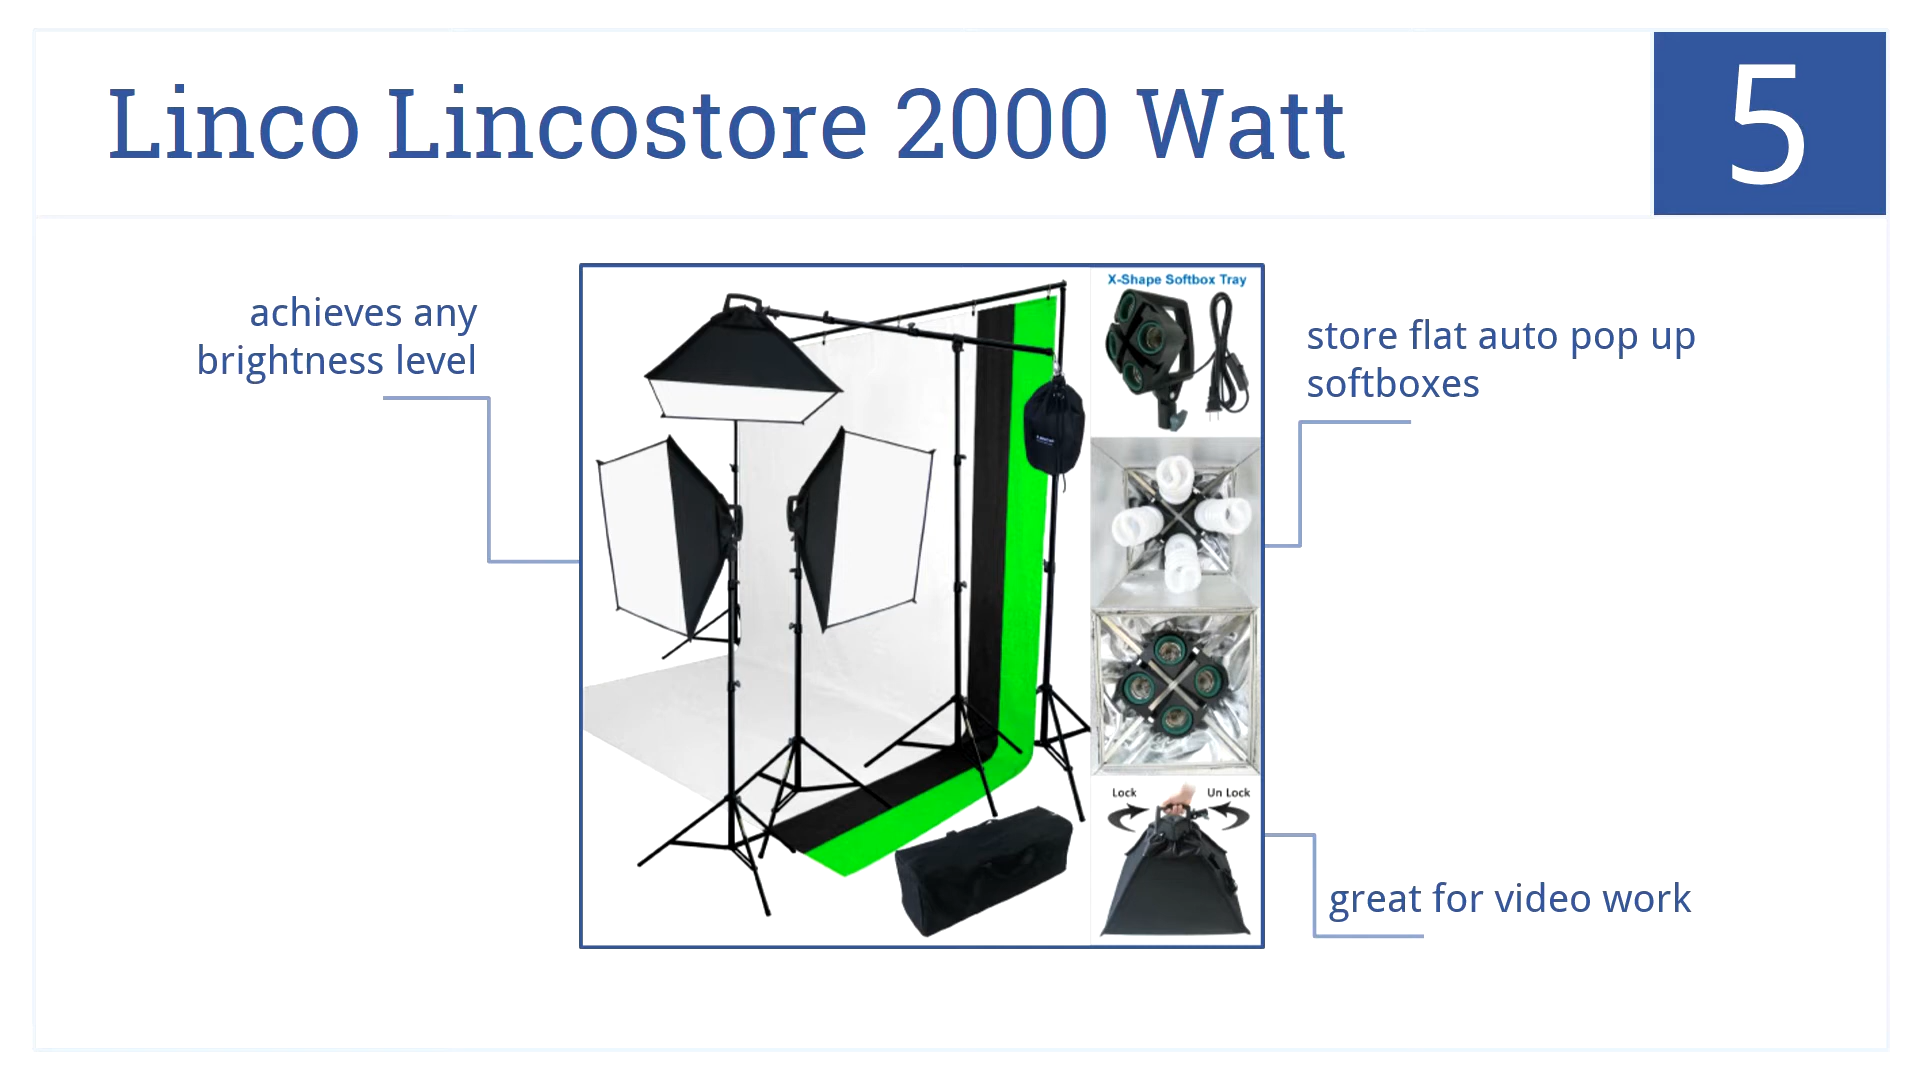 Linco Lincostore 2000 Watt
5
achieves any
brightness level
X-Shape Softbox Tray
store flat auto pop up
softboxes
Lock
Un Lock
great for video work